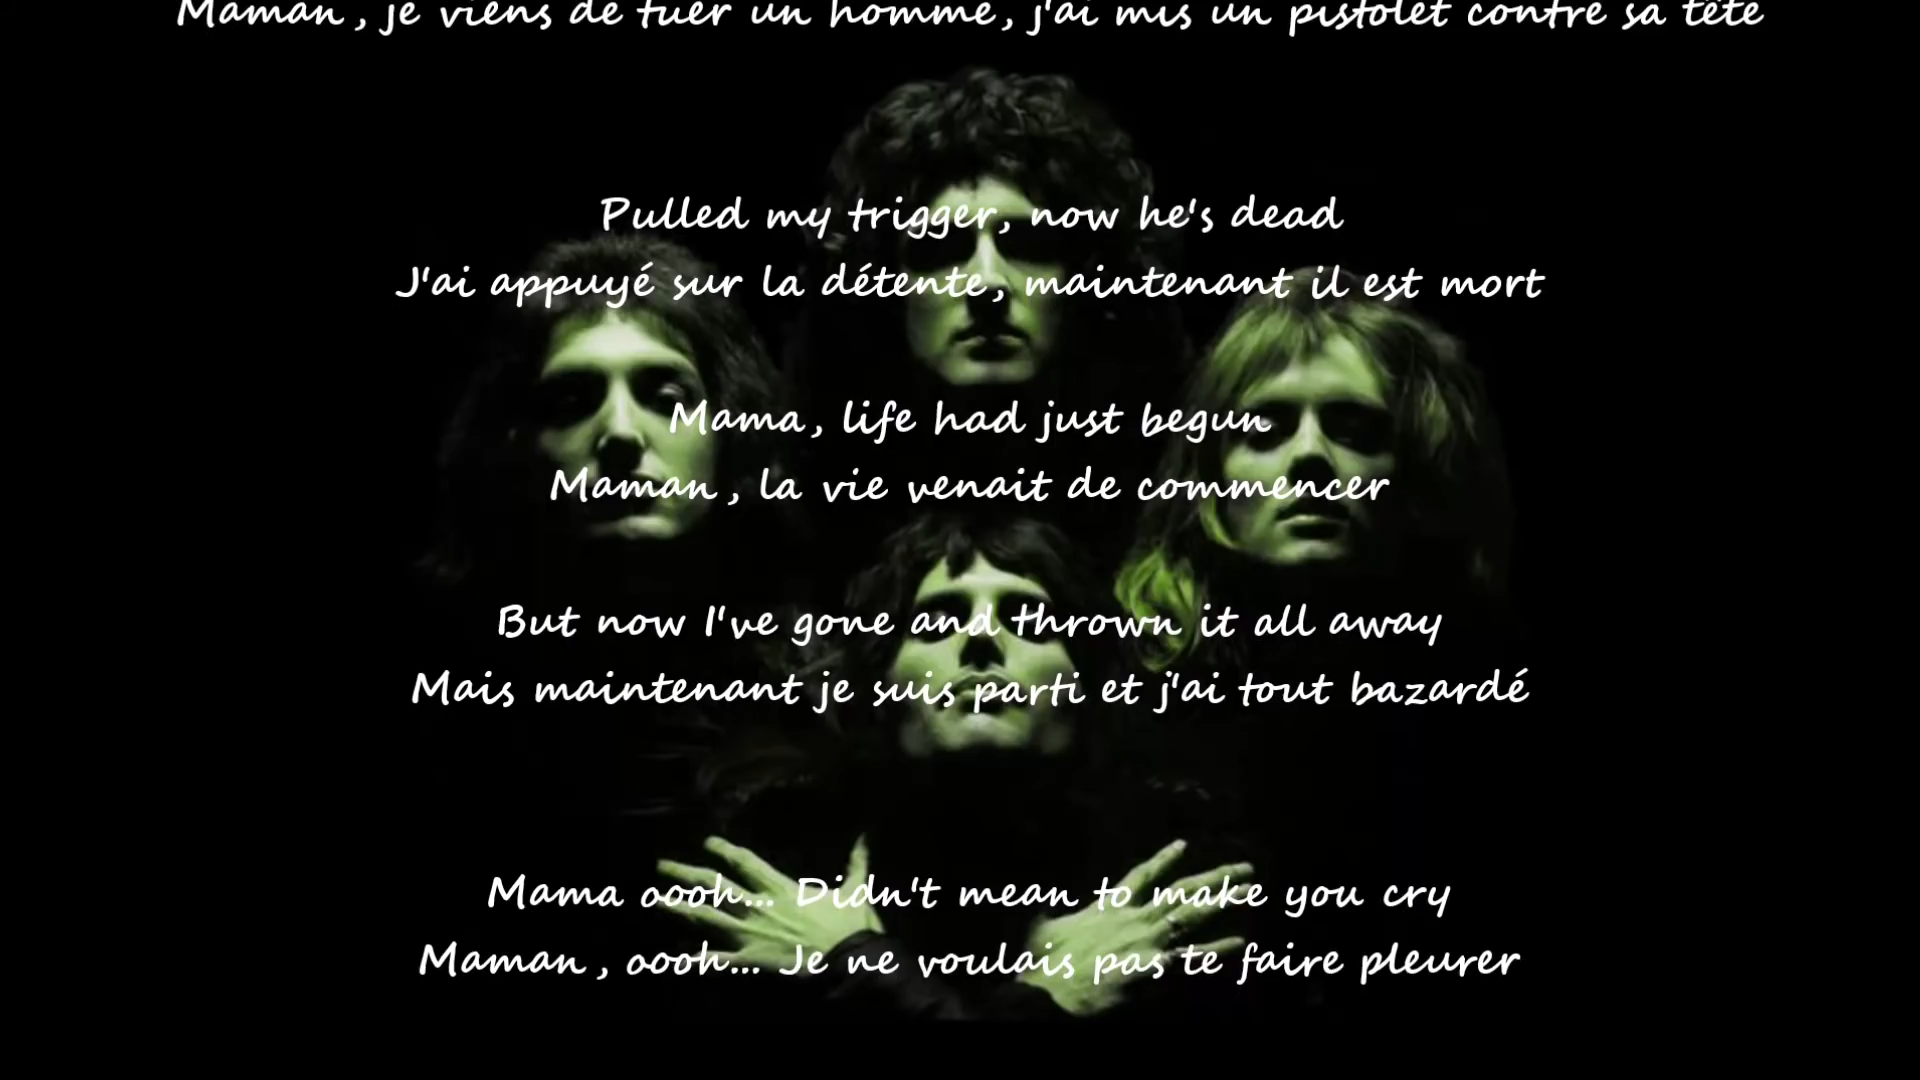 Maman, je viens de tuer un homme, j'ai mis un pistolet contre sa tête
Pulled my trigger, now he's dead
J'ai appuyé sur la détente, maintenant il est mort
Mama, life had just begun
Maman, la vie venait de commencer
But now I've gone and thrown it all away
Mais maintenant je suis parti et j'ai tout bazardé
Mama oooh... Didn't mean to make you cry
Maman, oooh... Je ne voulais pas te faire pleurer